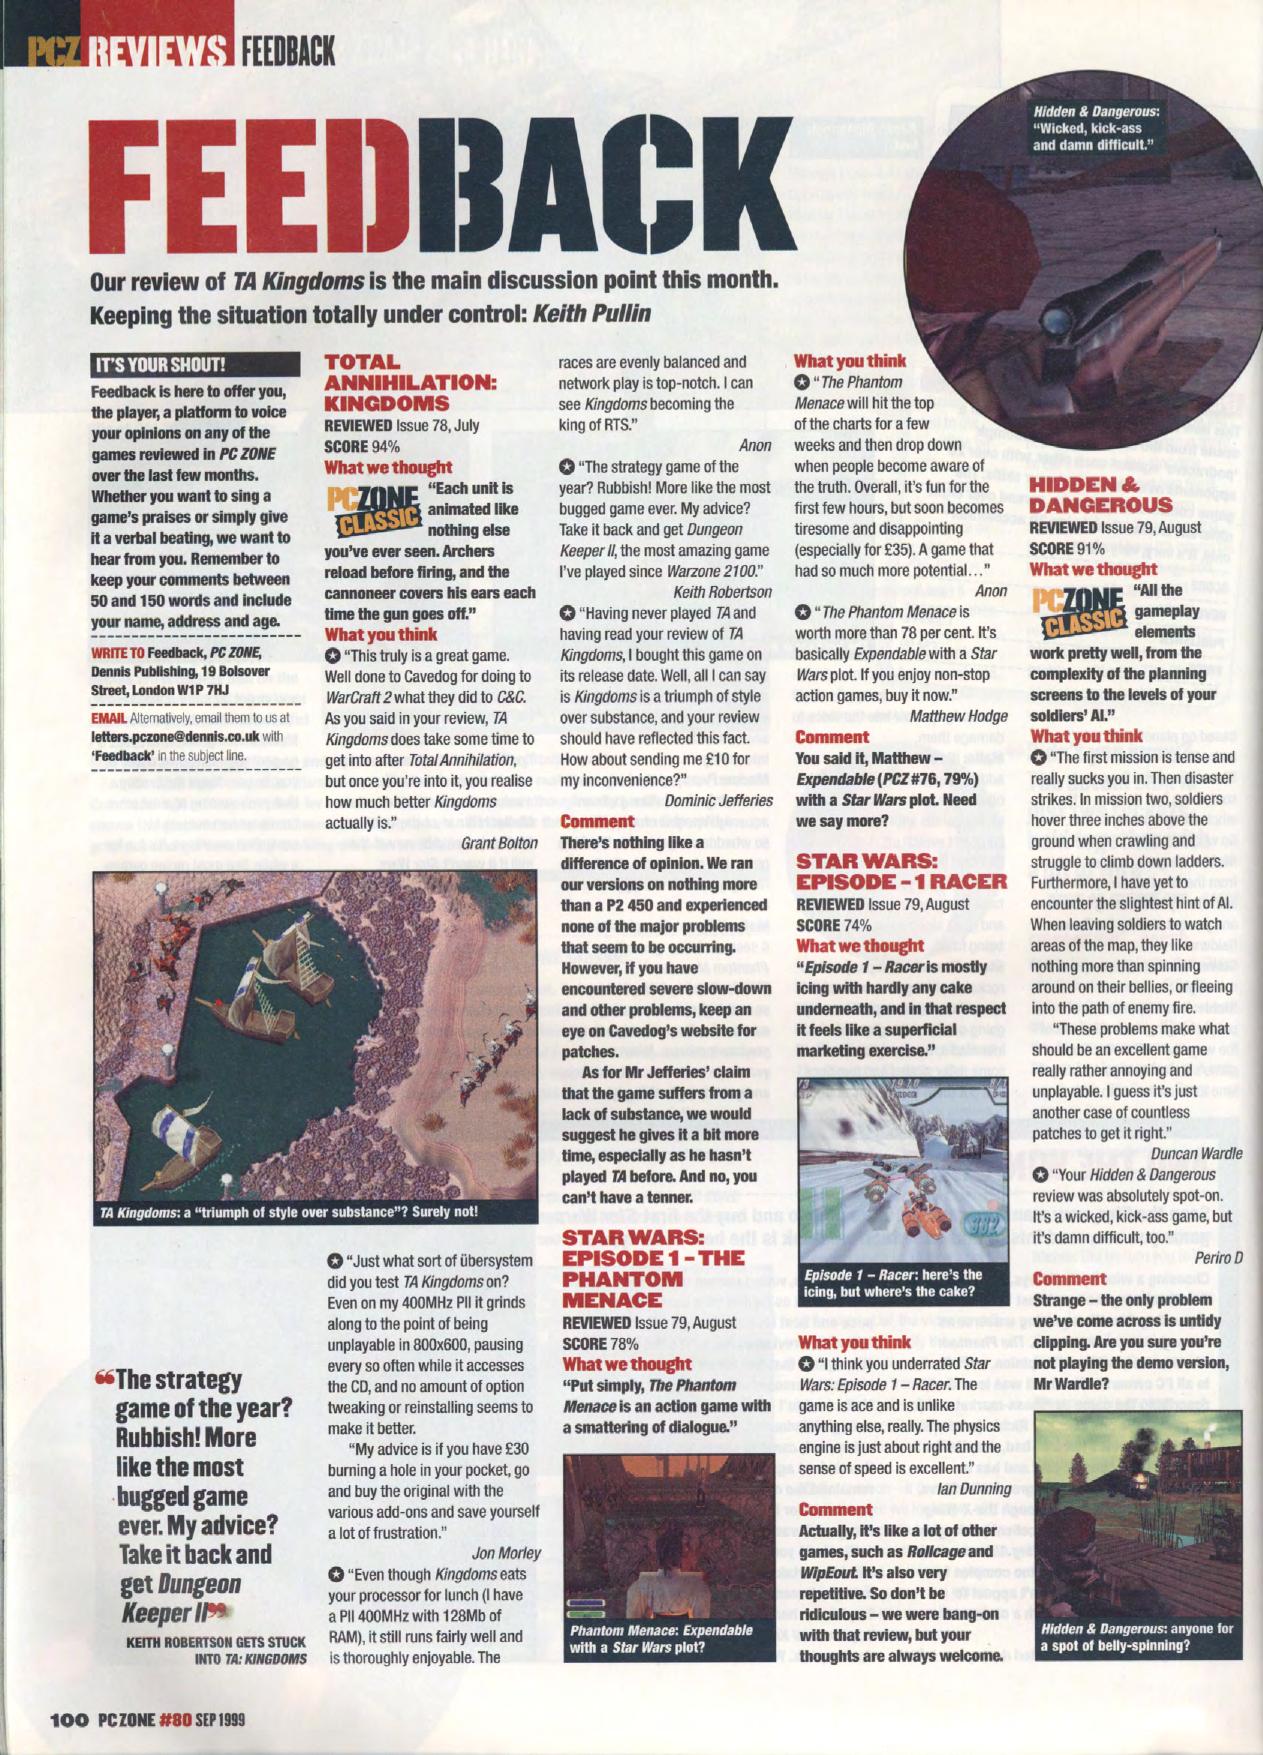 PCZ REVIEWS FEEDBACK
FEEDBACK
Our review of TA Kingdoms is the main discussion point this month.
Keeping the situation totally under control: Keith Pullin
Hidden & Dangerous:
"Wicked, kick-ass
and damn difficult."
IT'S YOUR SHOUT!
Feedback is here to offer you,
the player, a platform to voice
your opinions on any of the
games reviewed in PC ZONE
over the last few months.
Whether you want to sing a
game's praises or simply give
it a verbal beating, we want to
hear from you. Remember to
keep your comments between
50 and 150 words and include
your name, address and age.
WRITE TO Feedback, PC ZONE,
Dennis Publishing, 19 Bolsover
Street, London W1P 7HJ
EMAIL Alternatively, email them to us at
letters.pczone@dennis.co.uk with
'Feedback' in the subject line.
TOTAL
ANNIHILATION:
KINGDOMS
REVIEWED Issue 78, July
SCORE 94%
What we thought
PCZONE
CLASSIC
"Each unit is
animated like
nothing else
you've ever seen. Archers
reload before firing, and the
cannoneer covers his ears each
time the gun goes off."
What you think
"This truly is a great game.
Well done to Cavedog for doing to
WarCraft 2 what they did to C&C.
As you said in your review, TA
Kingdoms does take some time to
get into after Total Annihilation,
but once you're into it, you realise
how much better Kingdoms
actually is."
Grant Bolton
TA Kingdoms: a "triumph of style over substance"? Surely not!
"The strategy
game of the year?
Rubbish! More
like the most
bugged game
ever. My advice?
Take it back and
get Dungeon
Keeper II"
KEITH ROBERTSON GETS STUCK
INTO TA: KINGDOMS
"Just what sort of übersystem
did you test TA Kingdoms on?
Even on my 400MHz PII it grinds
along to the point of being
unplayable in 800x600, pausing
every so often while it accesses
the CD, and no amount of option
tweaking or reinstalling seems to
make it better.
"My advice is if you have £30
burning a hole in your pocket, go
and buy the original with the
various add-ons and save yourself
a lot of frustration."
Jon Morley
"Even though Kingdoms eats
your processor for lunch (I have
a PII 400MHz with 128Mb of
RAM), it still runs fairly well and
is thoroughly enjoyable. The
races are evenly balanced and
network play is top-notch. I can
see Kingdoms becoming the
king of RTS."
Anon
"The strategy game of the
year? Rubbish! More like the most
bugged game ever. My advice?
Take it back and get Dungeon
Keeper II, the most amazing game
I've played since Warzone 2100."
Keith Robertson
"Having never played TA and
having read your review of TA
Kingdoms, I bought this game on
its release date. Well, all I can say
is Kingdoms is a triumph of style
over substance, and your review
should have reflected this fact.
How about sending me £10 for
my inconvenience?"
Dominic Jefferies
Comment
There's nothing like a
difference of opinion. We ran
our versions on nothing more
than a P2 450 and experienced
none of the major problems
that seem to be occurring.
However, if you have
encountered severe slow-down
and other problems, keep an
eye on Cavedog's website for
patches.
As for Mr Jefferies' claim
that the game suffers from a
lack of substance, we would
suggest he gives it a bit more
time, especially as he hasn't
played TA before. And no, you
can't have a tenner.
STAR WARS:
EPISODE 1 – THE
PHANTOM
MENACE
REVIEWED Issue 79, August
SCORE 78%
What we thought
"Put simply, The Phantom
Menace is an action game with
a smattering of dialogue."
Phantom Menace: Expendable
with a Star Wars plot?
What you think
"The Phantom
Menace will hit the top
of the charts for a few
weeks and then drop down
when people become aware of
the truth. Overall, it's fun for the
first few hours, but soon becomes
tiresome and disappointing
(especially for £35). A game that
had so much more potential..."
Anon
"The Phantom Menace is
worth more than 78 per cent. It's
basically Expendable with a Star
Wars plot. If you enjoy non-stop
action games, buy it now."
Matthew Hodge
Comment
You said it, Matthew –
Expendable (PCZ #76, 79%)
with a Star Wars plot. Need
we say more?
STAR WARS:
EPISODE – 1 RACER
REVIEWED Issue 79, August
SCORE 74%
What we thought
"Episode 1 – Racer is mostly
icing with hardly any cake
underneath, and in that respect
it feels like a superficial
marketing exercise."
Episode 1 – Racer: here's the
icing, but where's the cake?
What you think
"I think you underrated Star
Wars: Episode 1 – Racer. The
game is ace and is unlike
anything else, really. The physics
engine is just about right and the
sense of speed is excellent."
Ian Dunning
Comment
Actually, it's like a lot of other
games, such as Rollcage and
WipEout. It's also very
repetitive. So don't be
ridiculous – we were bang-on
with that review, but your
thoughts are always welcome.
HIDDEN &
DANGEROUS
REVIEWED Issue 79, August
SCORE 91%
What we thought
PCZONE
CLASSIC
"All the
gameplay
elements
work pretty well, from the
complexity of the planning
screens to the levels of your
soldiers' AI."
What you think
"The first mission is tense and
really sucks you in. Then disaster
strikes. In mission two, soldiers
hover three inches above the
ground when crawling and
struggle to climb down ladders.
Furthermore, I have yet to
encounter the slightest hint of AI.
When leaving soldiers to watch
areas of the map, they like
nothing more than spinning
around on their bellies, or fleeing
into the path of enemy fire.
"These problems make what
should be an excellent game
really rather annoying and
unplayable. I guess it's just
another case of countless
patches to get it right."
Duncan Wardle
"Your Hidden & Dangerous
review was absolutely spot-on.
It's a wicked, kick-ass game, but
it's damn difficult, too."
Periro D
Comment
Strange – the only problem
we've come across is untidy
clipping. Are you sure you're
not playing the demo version,
Mr Wardle?
Hidden & Dangerous: anyone for
a spot of belly-spinning?
100 PC ZONE #80 SEP 1999